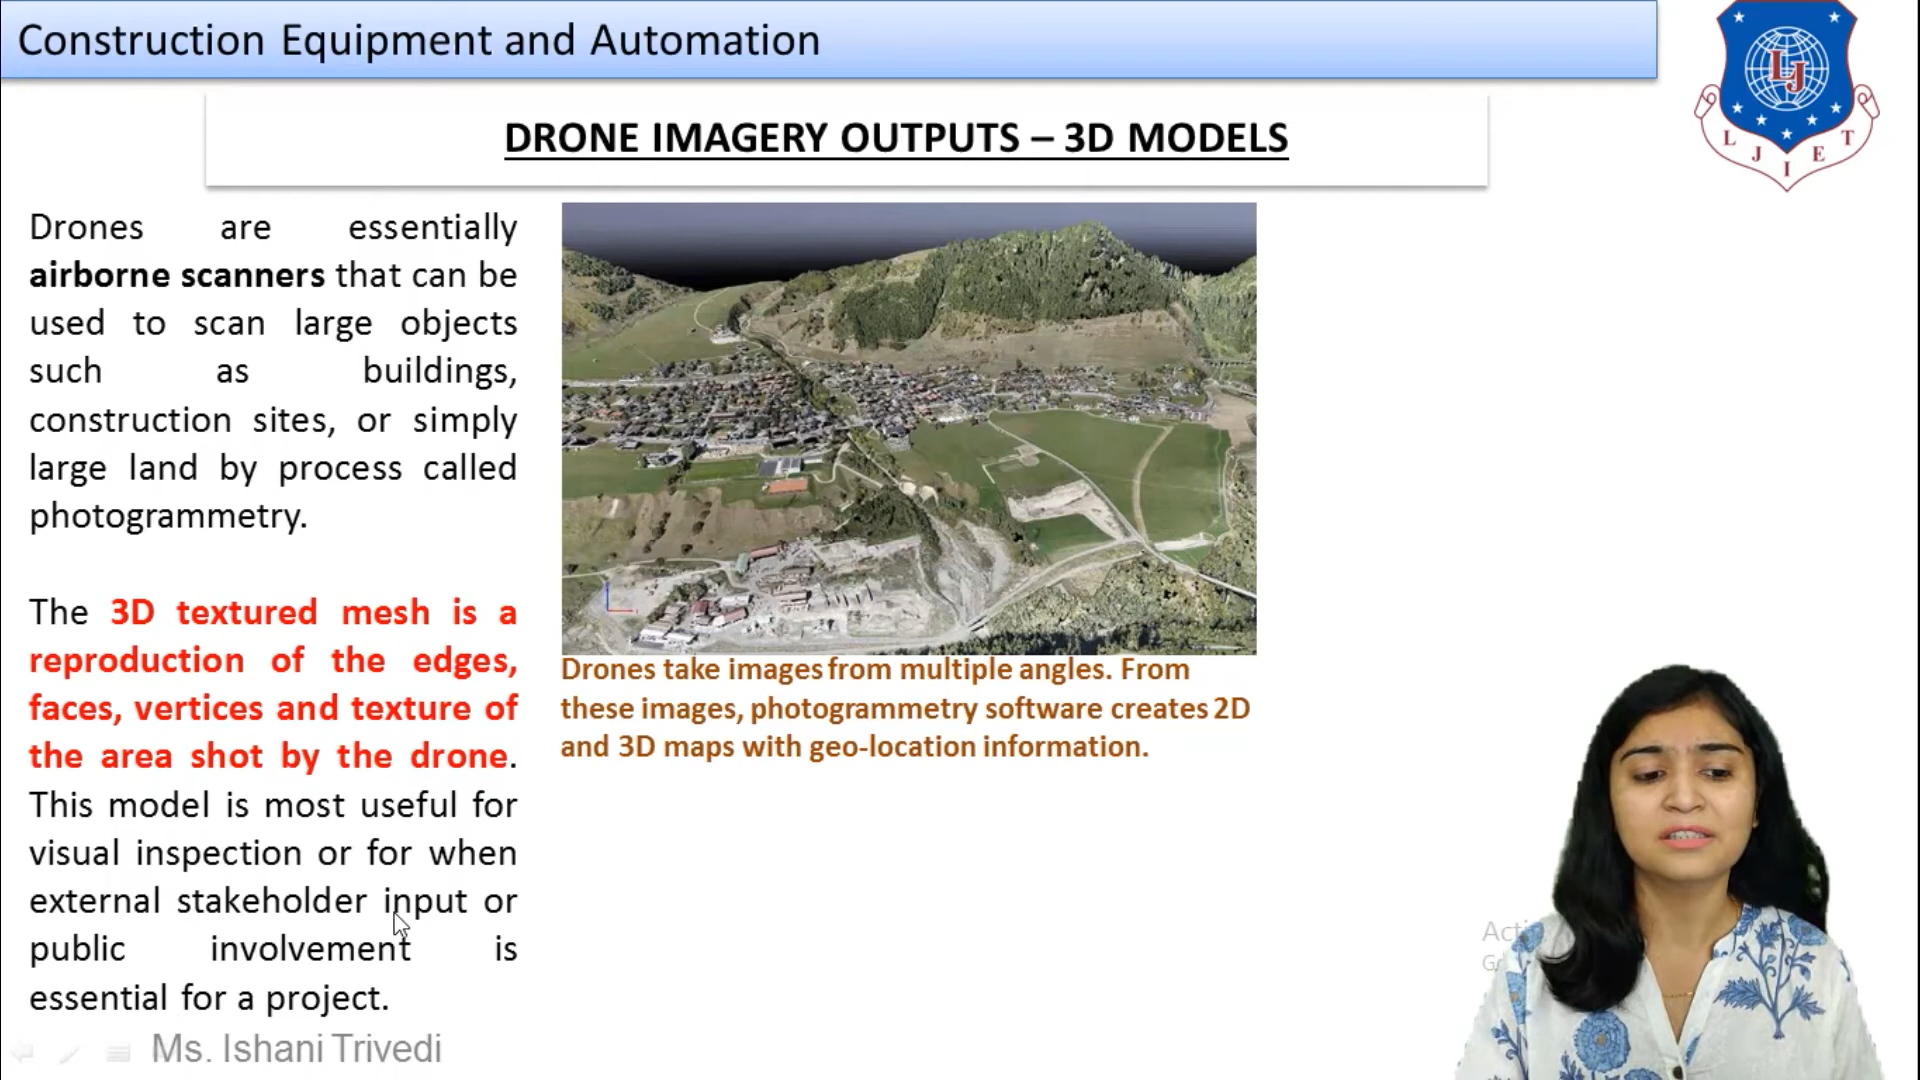 Construction Equipment and Automation
L J I E T
LJ
DRONE IMAGERY OUTPUTS – 3D MODELS
Drones are essentially
airborne scanners that can be
used to scan large objects
such as buildings,
construction sites, or simply
large land by process called
photogrammetry.
The 3D textured mesh is a
reproduction of the edges,
faces, vertices and texture of
the area shot by the drone.
This model is most useful for
visual inspection or for when
external stakeholder input or
public involvement is
essential for a project.
Drones take images from multiple angles. From
these images, photogrammetry software creates 2D
and 3D maps with geo-location information.
Ms. Ishani Trivedi